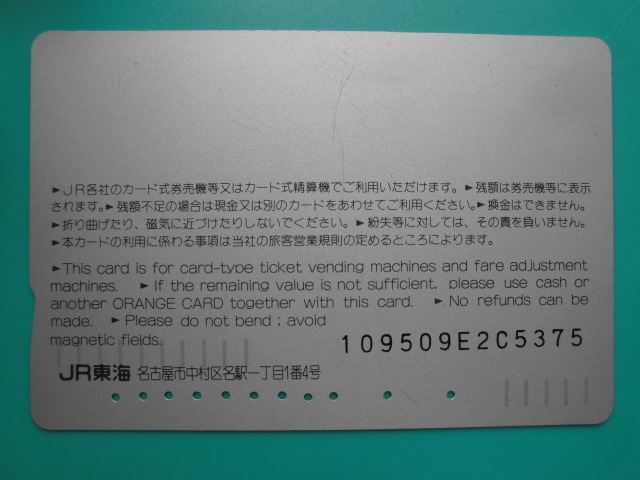 ►JR各社のカード式券売機等又はカード式精算機でご利用いただけます。►残額は券売機等に表示
されます。►残額不足の場合は現金又は別のカードをあわせてご利用ください。►換金はできません。
►折り曲げたり、磁気に近づけたりしないでください。►紛失等に対しては、その責を負いません。
►本カードの利用に係わる事項は当社の旅客営業規則の定めるところによります。
►This card is for card-type ticket vending machines and fare adjustment
machines. ►If the remaining value is not sufficient. please use cash or
another ORANGE CARD together with this card. ►No refunds can be
made. ►Please do not bend : avoid
magnetic fields.
109509E2C5375
JR東海 名古屋市中村区名駅一丁目1番4号